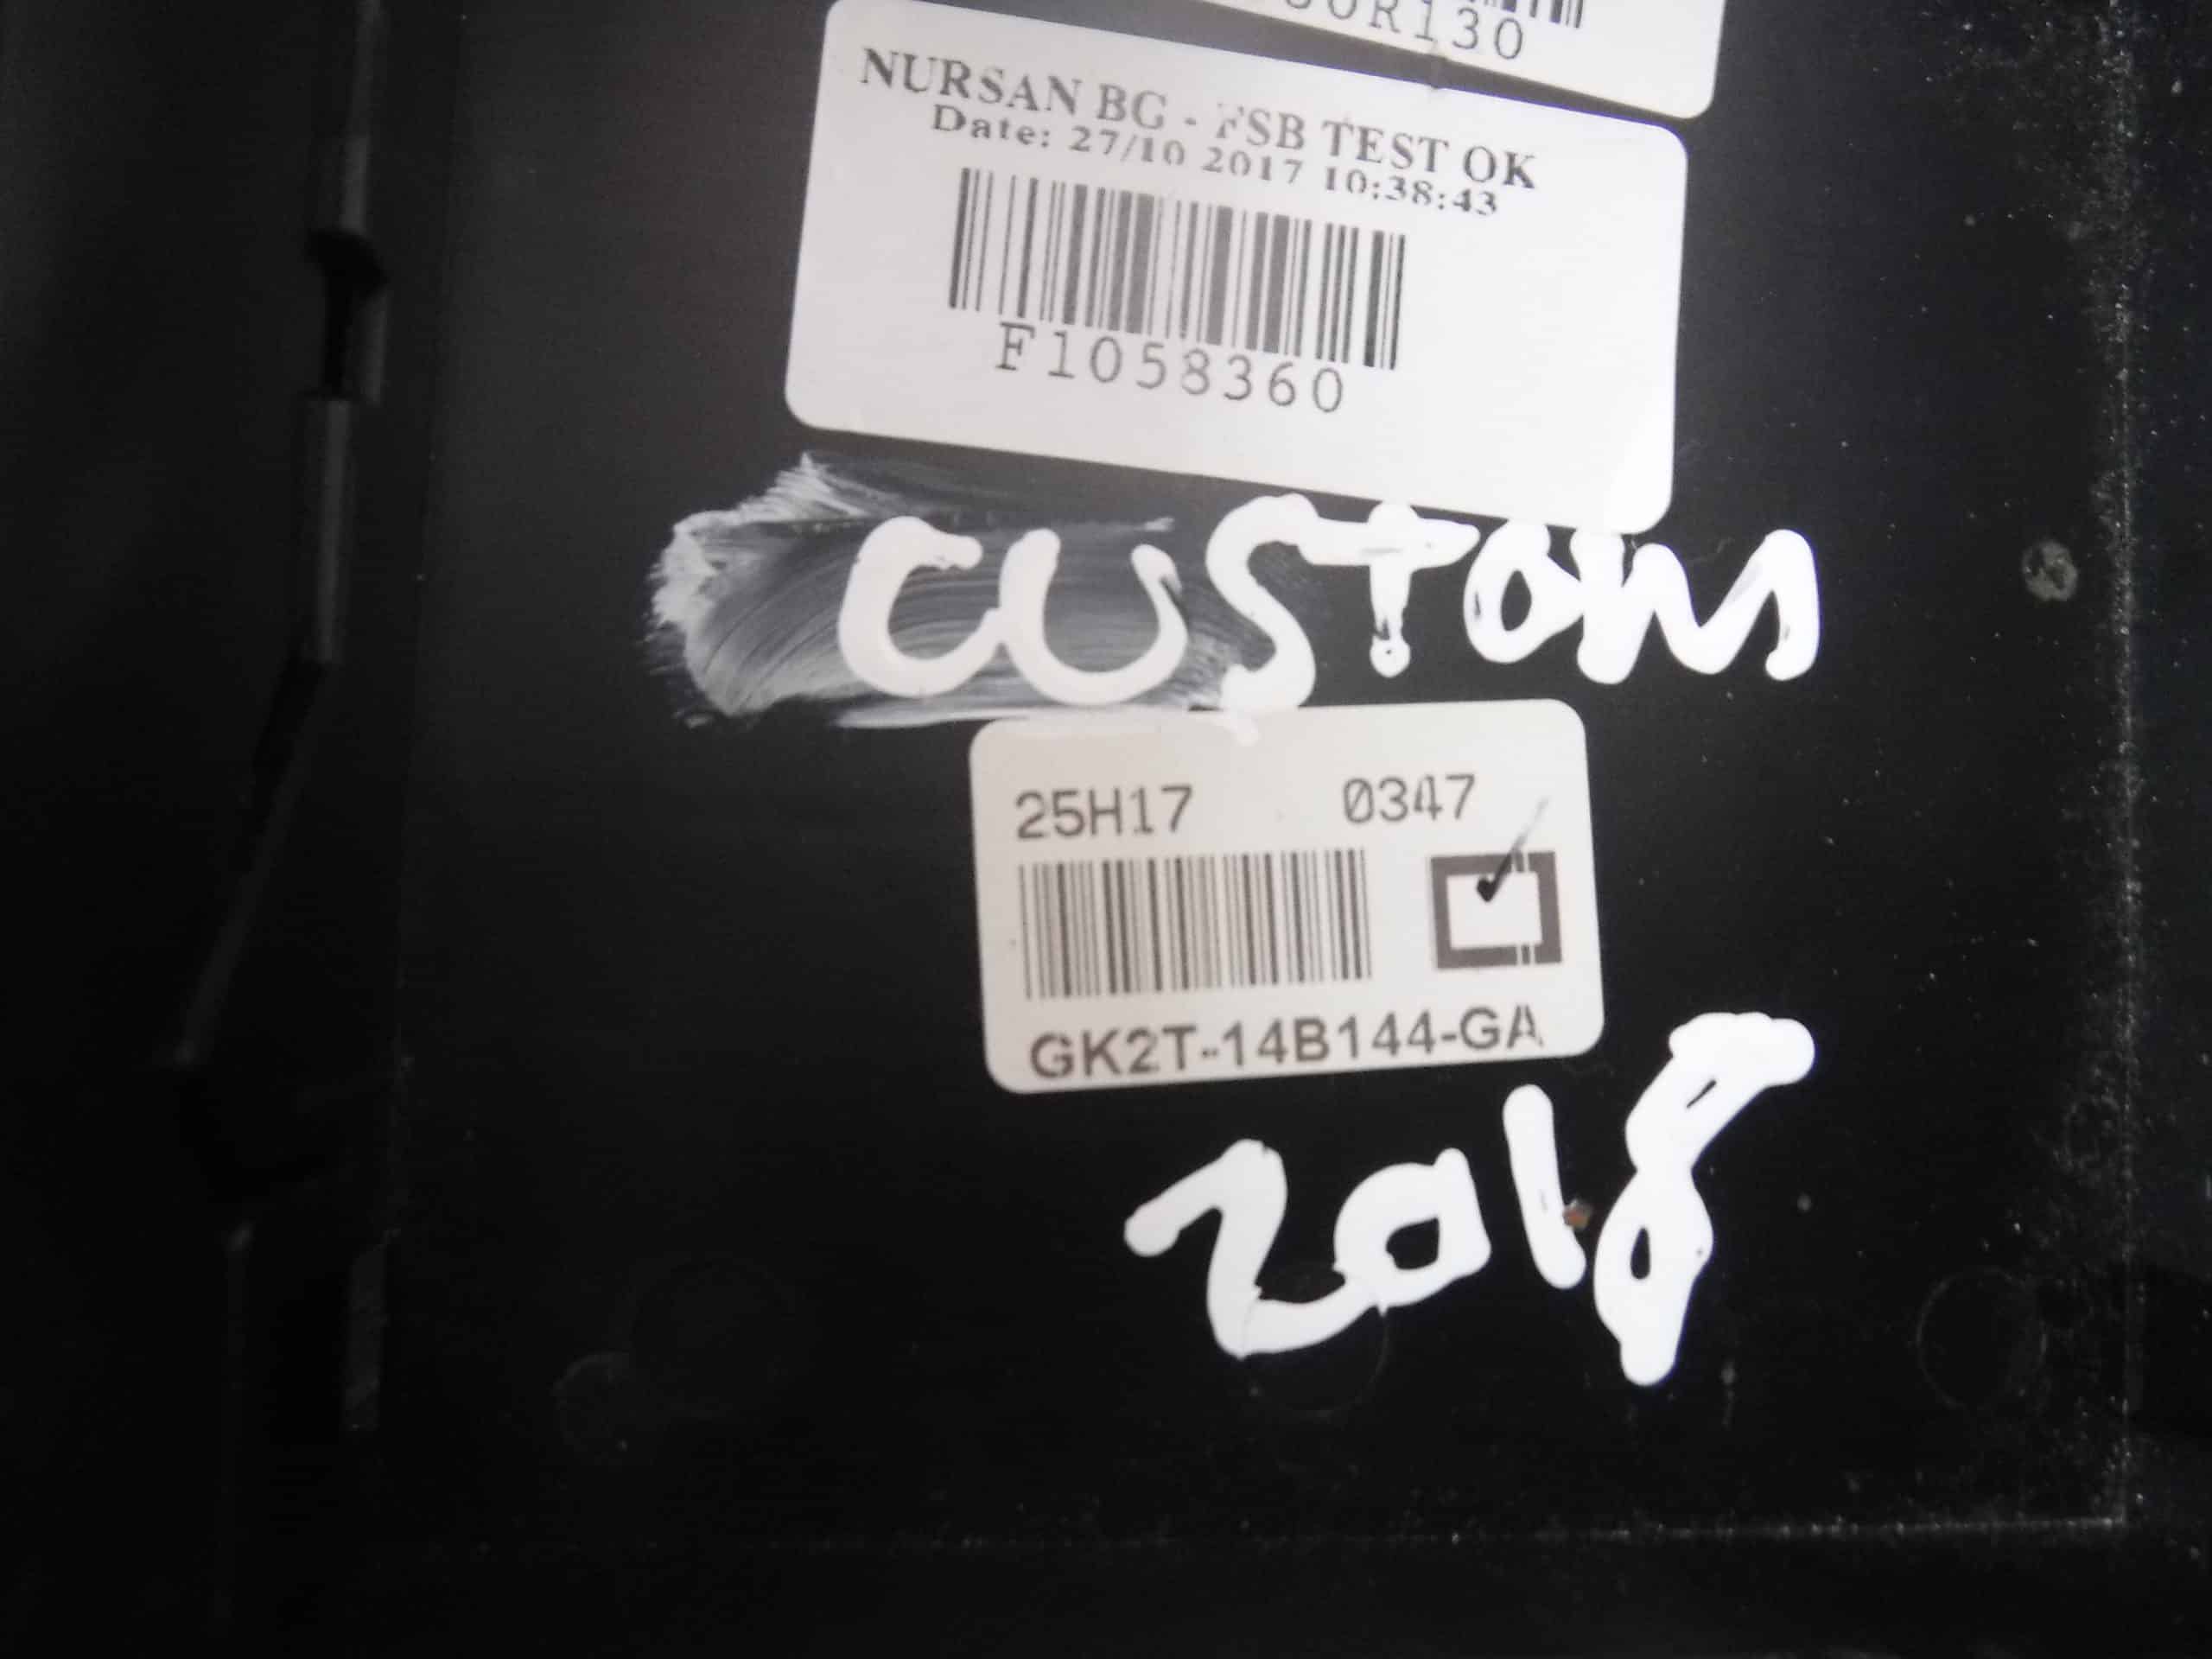 R130
NURSAN BG - FSB TEST OK
Date: 27/10 2017 10:38:43
F1058360
custom
25H17 0347
GK2T-14B144-GA
2018